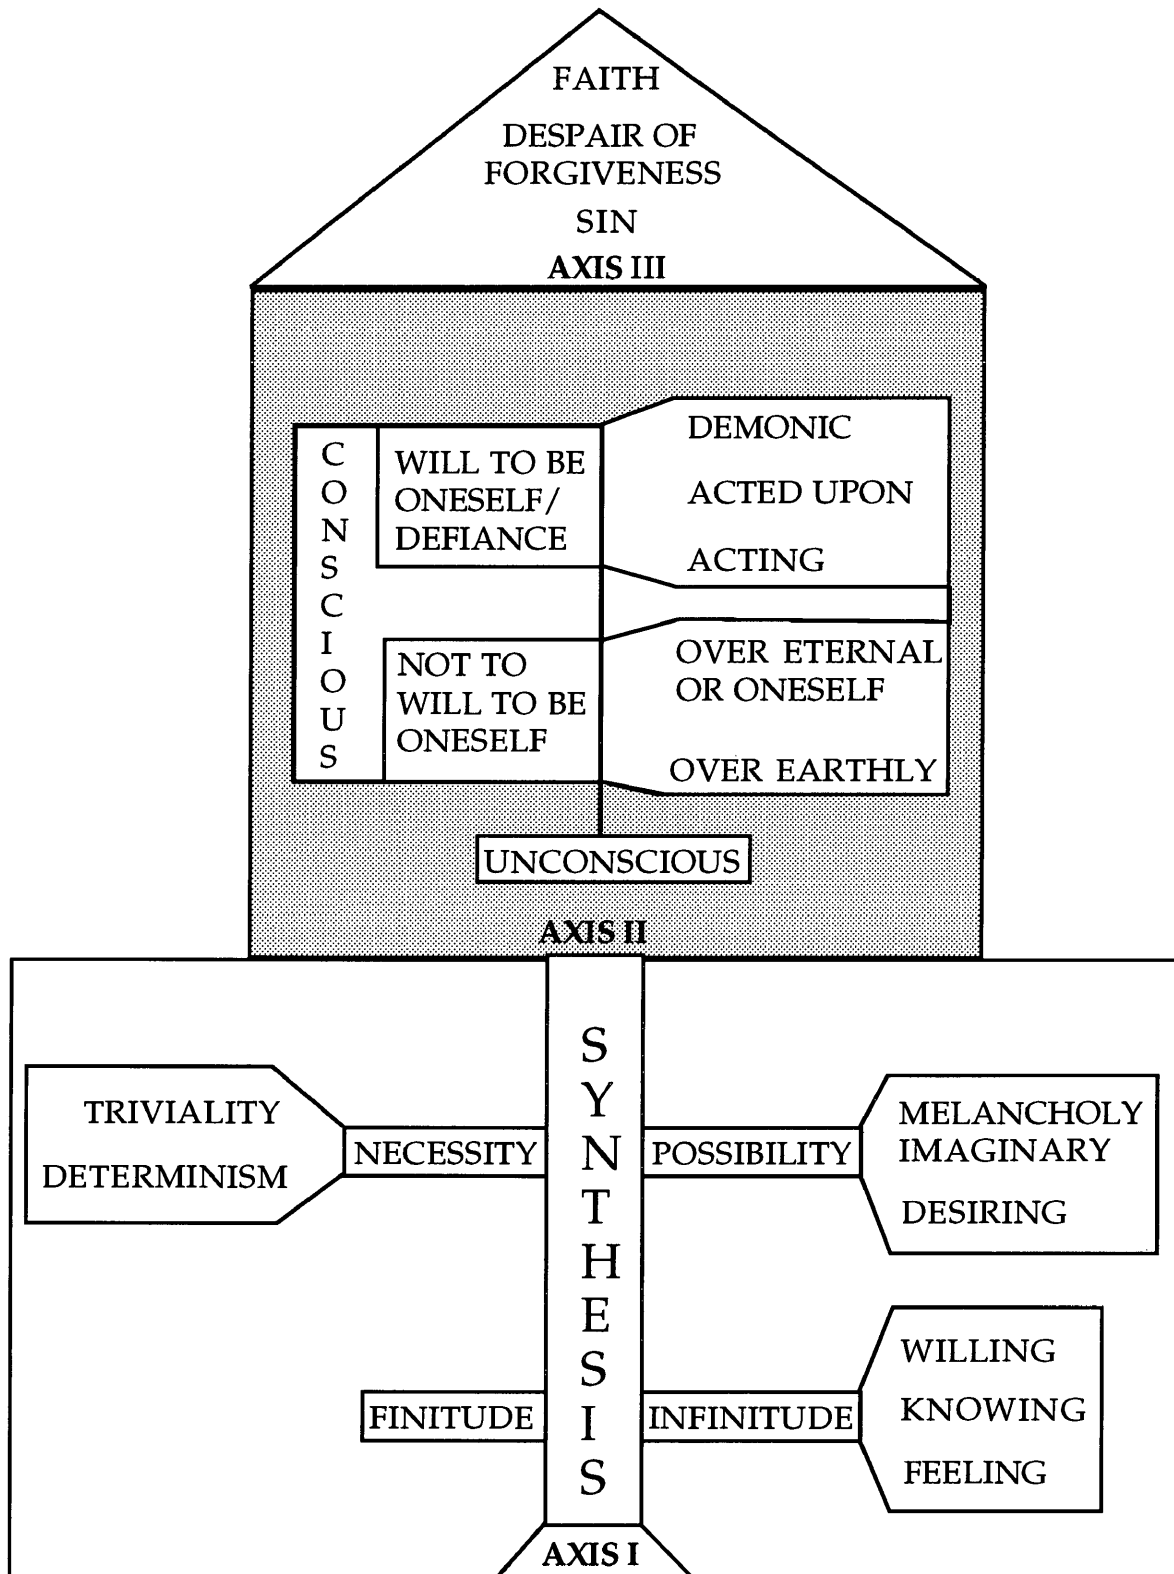 FAITH
DESPAIR OF
FORGIVENESS
SIN
AXIS III
CONSCIOUS
WILL TO BE
ONESELF/
DEFIANCE
DEMONIC
ACTED UPON
ACTING
NOT TO
WILL TO BE
ONESELF
OVER ETERNAL
OR ONESELF
OVER EARTHLY
UNCONSCIOUS
AXIS II
SYNTHESIS
TRIVIALITY
DETERMINISM
NECESSITY
POSSIBILITY
MELANCHOLY
IMAGINARY
DESIRING
FINITUDE
INFINITUDE
WILLING
KNOWING
FEELING
AXIS I